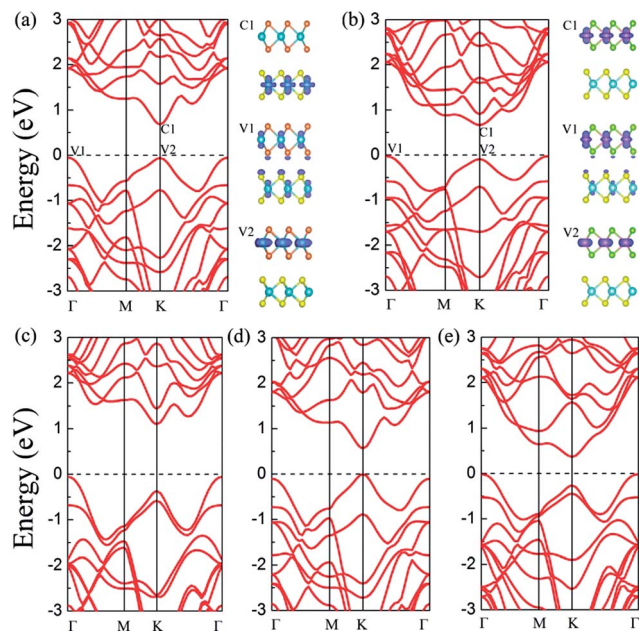 (a)
3
2
1
0
-1
-2
-3
Energy (eV)
V1
C1
V2
Γ
M
K
Γ
C1
V1
V2
(b)
3
2
1
0
-1
-2
-3
V1
C1
V2
Γ
M
K
Γ
C1
V1
V2
(c)
3
2
1
0
-1
-2
-3
Energy (eV)
Γ
M
K
Γ
(d)
3
2
1
0
-1
-2
-3
Γ
M
K
Γ
(e)
3
2
1
0
-1
-2
-3
Γ
M
K
Γ